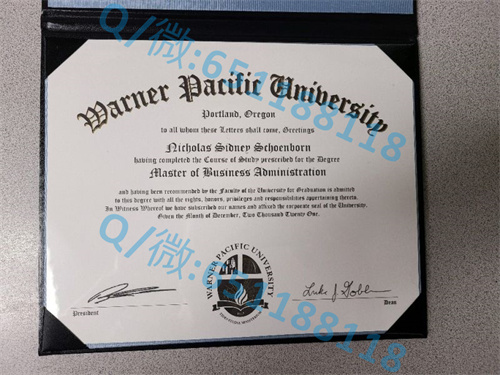 Warner Pacific University
Portland, Oregon
to all whom these Letters shall come, Greetings
Nicholas Sidney Schoenborn
having completed the Course of Study prescribed for the Degree
Master of Business Administration
and having been recommended by the Faculty of the University for Graduation is admitted
to this degree with all the rights, honors, privileges and responsibilities appertaining thereto.
In Witness Whereof we have subscribed our names and affixed the corporate seal of the University.
Given the Month of December, Two Thousand Twenty One.
WARNER PACIFIC UNIVERSITY
President
Luke J Goble
Dean
Q/微:651188118
Q/微:651188118